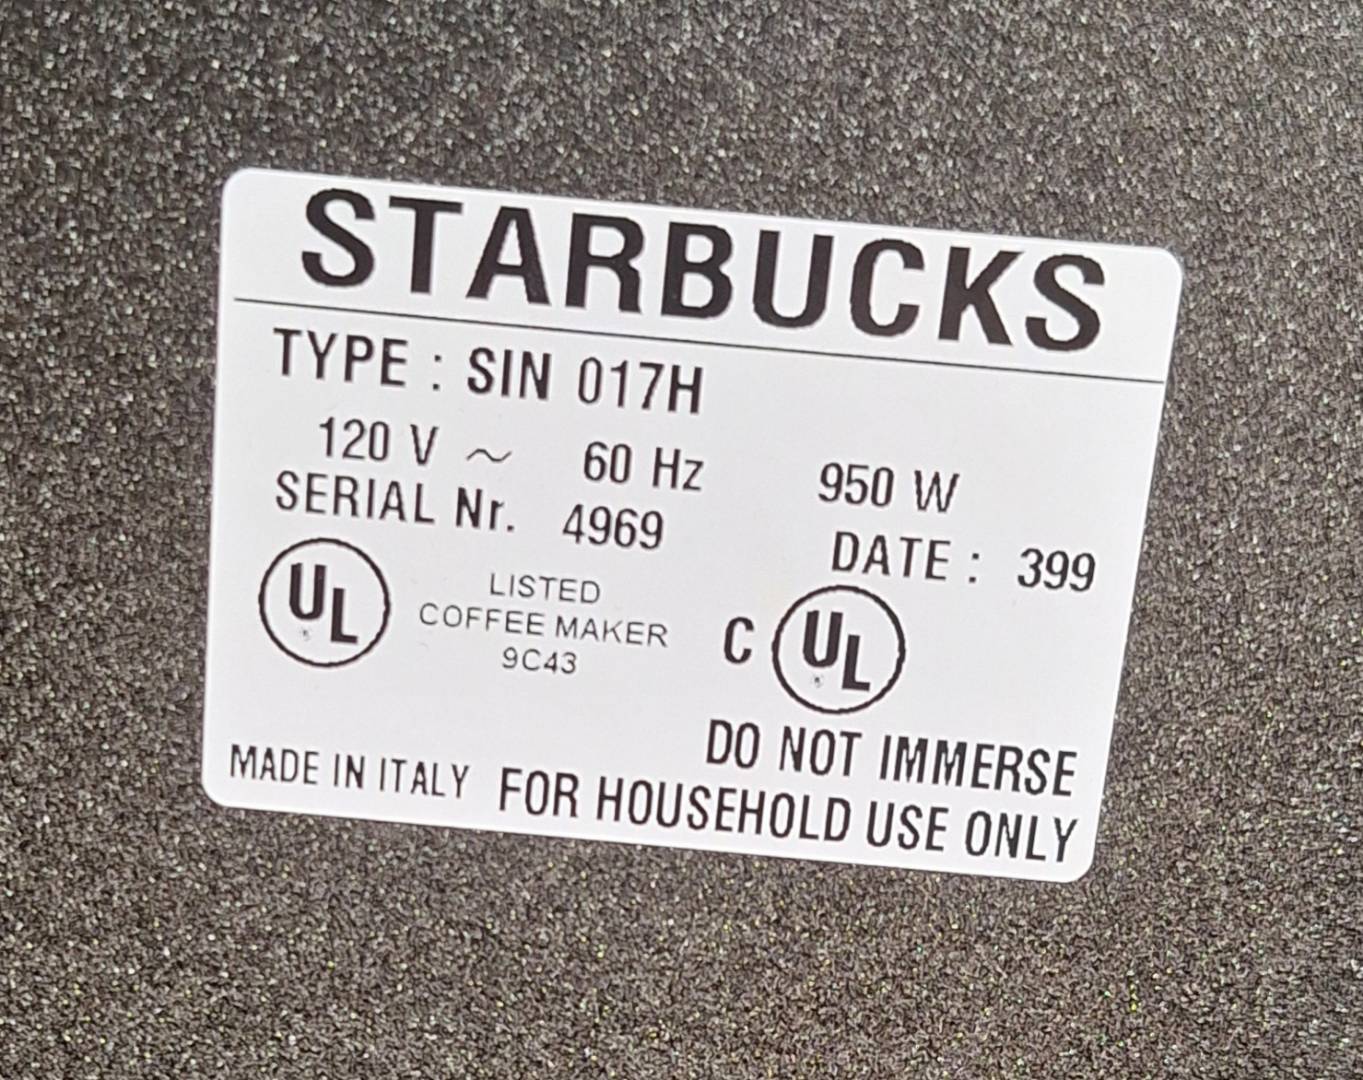 STARBUCKS
TYPE : SIN 017H
120 V ~ 60 Hz 950 W
SERIAL Nr. 4969 DATE : 399
UL LISTED C UL
COFFEE MAKER
9C43
DO NOT IMMERSE
MADE IN ITALY FOR HOUSEHOLD USE ONLY